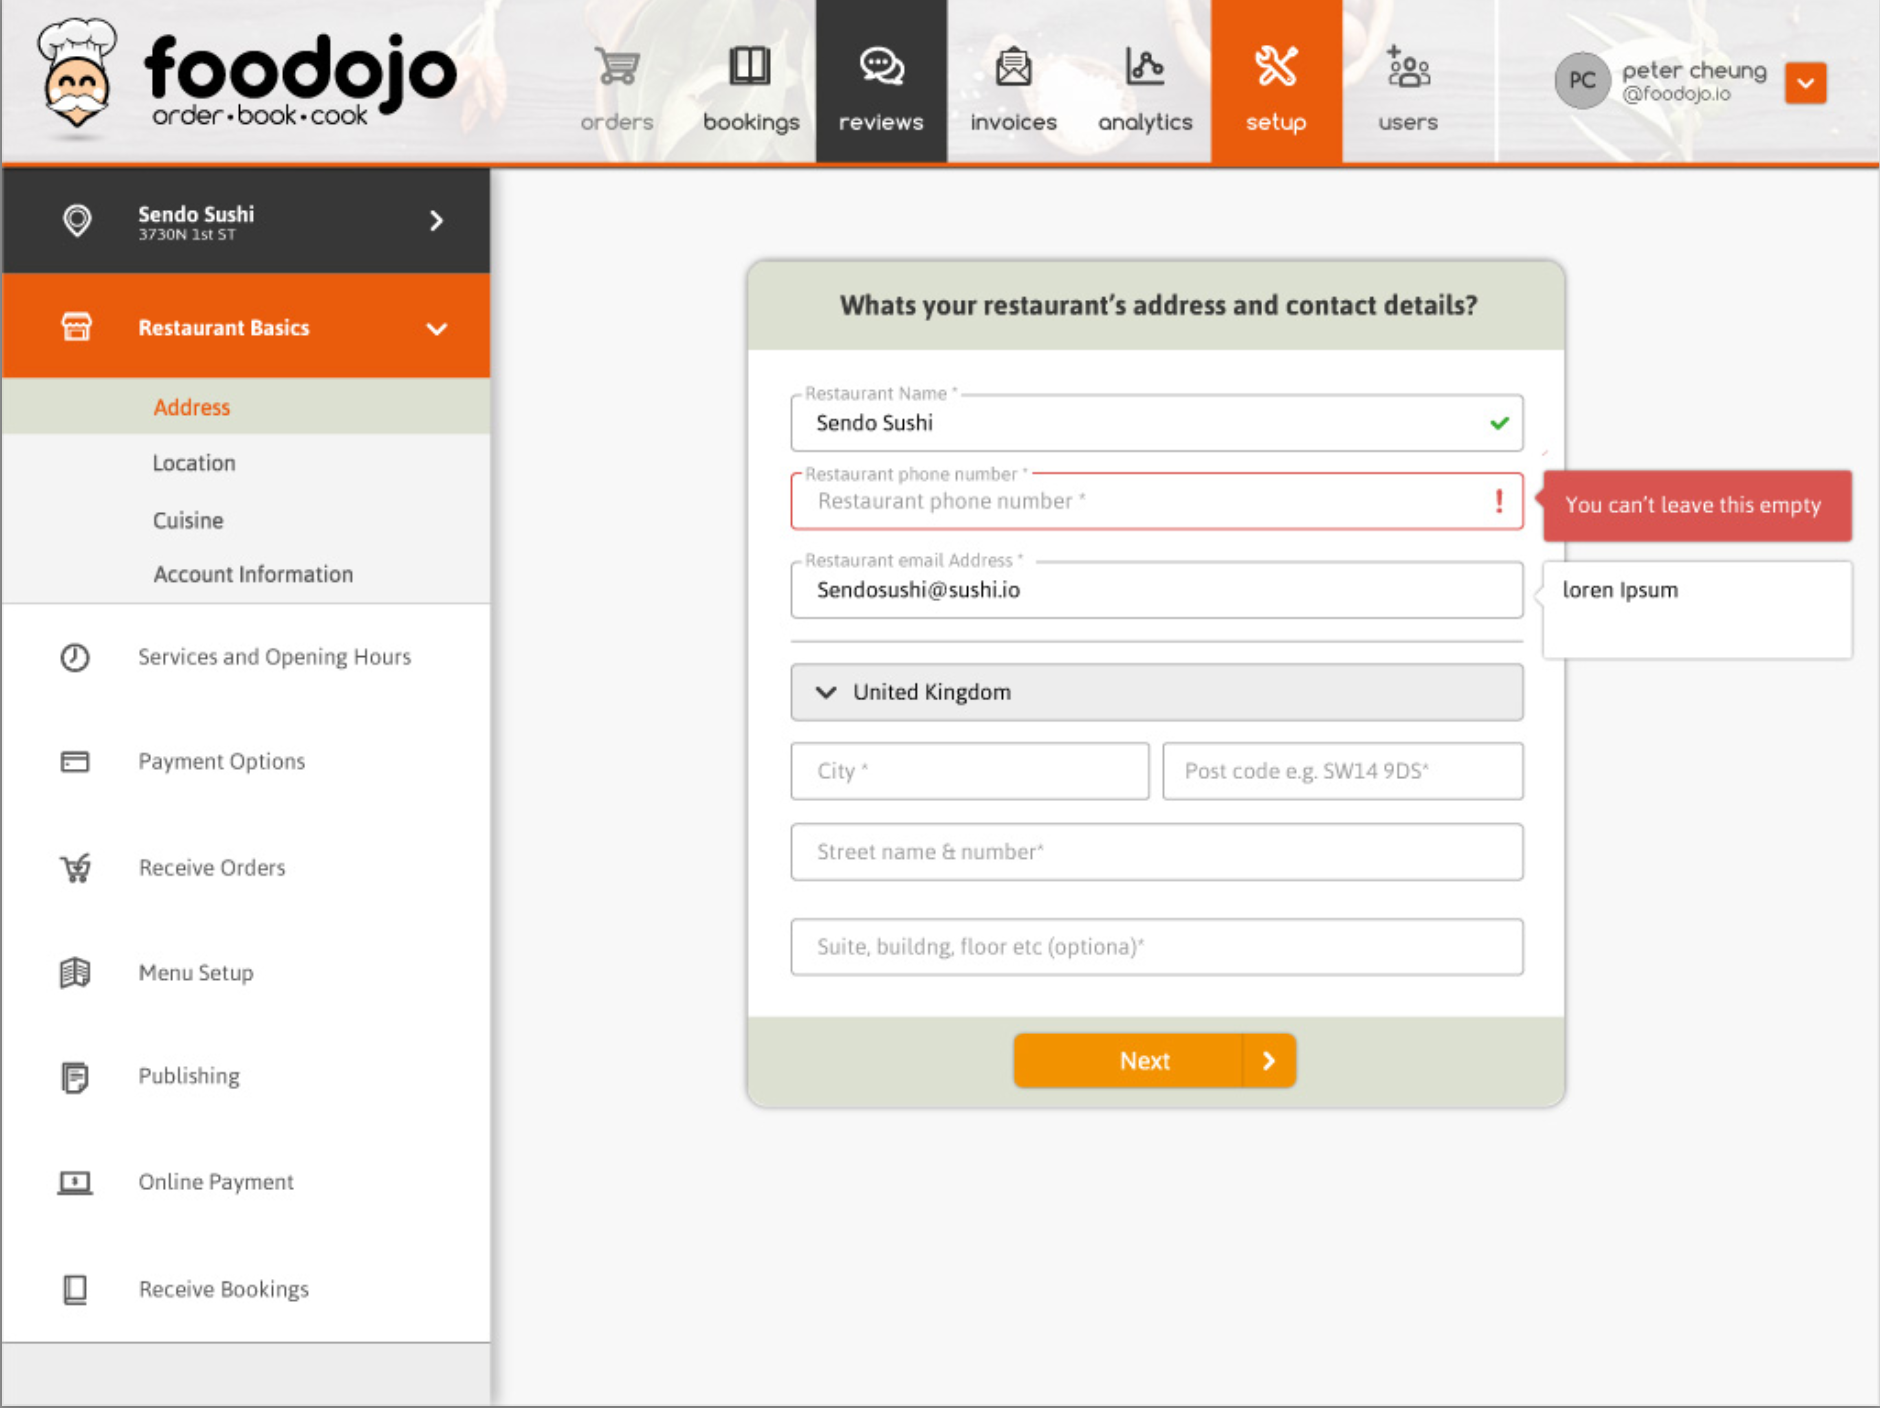 foodojo
order•book•cook
orders
bookings
reviews
invoices
analytics
setup
users
PC
peter cheung
@foodojo.io
Sendo Sushi
3730N 1st ST
Restaurant Basics
Address
Location
Cuisine
Account Information
Services and Opening Hours
Payment Options
Receive Orders
Menu Setup
Publishing
Online Payment
Receive Bookings
Whats your restaurant's address and contact details?
Restaurant Name *
Sendo Sushi
Restaurant phone number *
Restaurant phone number *
You can't leave this empty
Restaurant email Address *
Sendosushi@sushi.io
loren Ipsum
United Kingdom
City *
Post code e.g. SW14 9DS*
Street name & number*
Suite, buildng, floor etc (optiona)*
Next